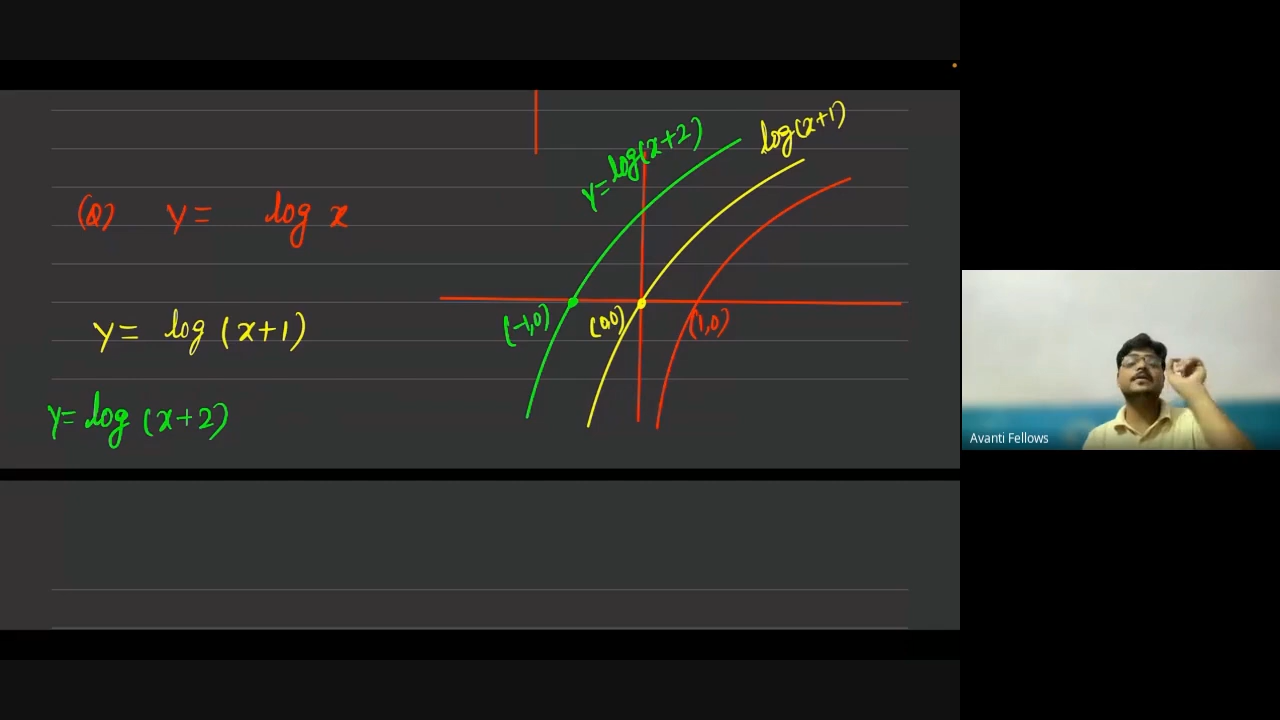 (Q) y = log x
y = log (x+1)
y = log (x+2)
y = log(x+2)
log(x+1)
(-1,0)
(0,0)
(1,0)
Avanti Fellows